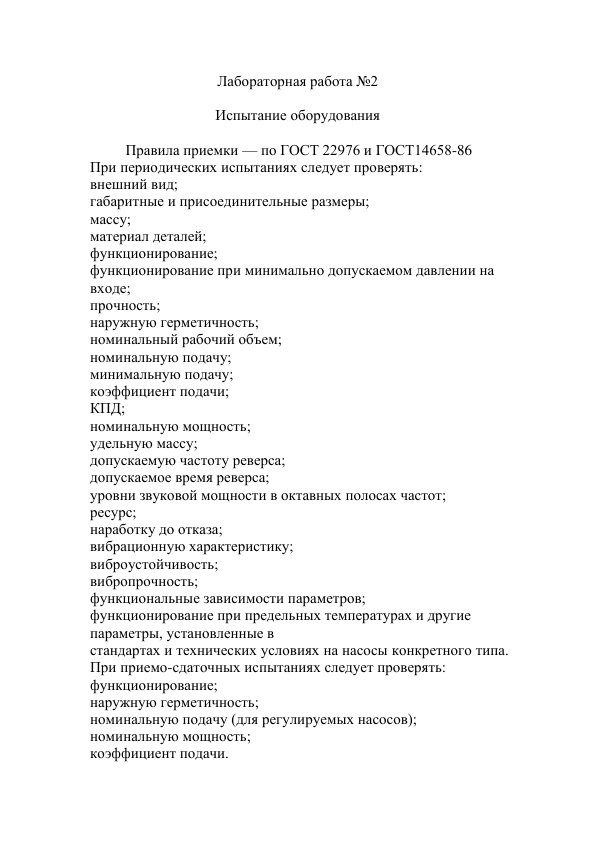 Лабораторная работа №2
Испытание оборудования
Правила приемки — по ГОСТ 22976 и ГОСТ14658-86
При периодических испытаниях следует проверять:
внешний вид;
габаритные и присоединительные размеры;
массу;
материал деталей;
функционирование;
функционирование при минимально допускаемом давлении на
входе;
прочность;
наружную герметичность;
номинальный рабочий объем;
номинальную подачу;
минимальную подачу;
коэффициент подачи;
КПД;
номинальную мощность;
удельную массу;
допускаемую частоту реверса;
допускаемое время реверса;
уровни звуковой мощности в октавных полосах частот;
ресурс;
наработку до отказа;
вибрационную характеристику;
виброустойчивость;
вибропрочность;
функциональные зависимости параметров;
функционирование при предельных температурах и другие
параметры, установленные в
стандартах и технических условиях на насосы конкретного типа.
При приемо-сдаточных испытаниях следует проверять:
функционирование;
наружную герметичность;
номинальную подачу (для регулируемых насосов);
номинальную мощность;
коэффициент подачи.